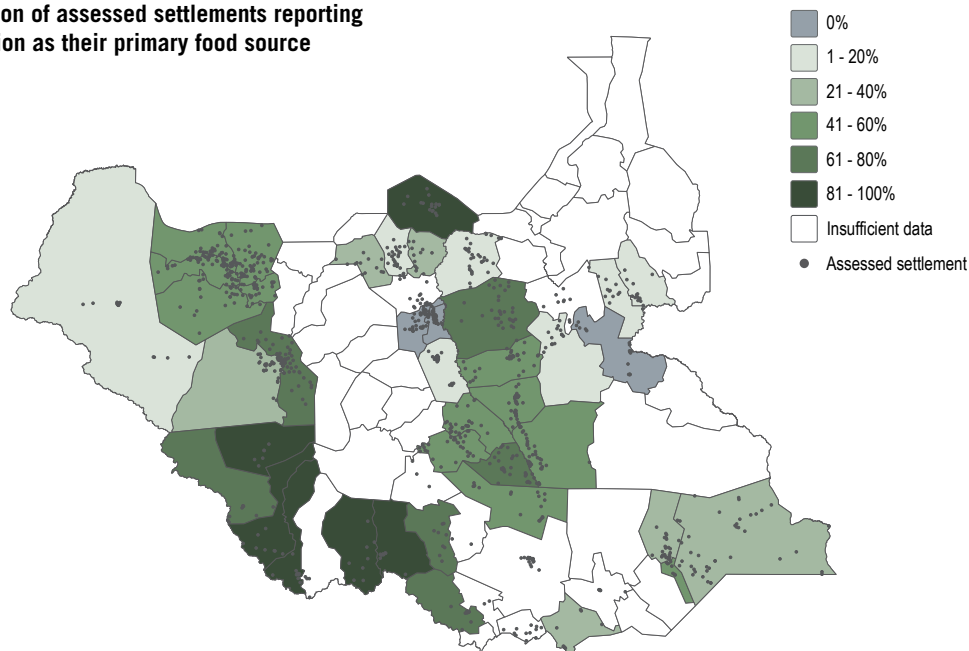 on of assessed settlements reporting
ion as their primary food source
0%
1 - 20%
21 - 40%
41 - 60%
61 - 80%
81 - 100%
Insufficient data
Assessed settlement